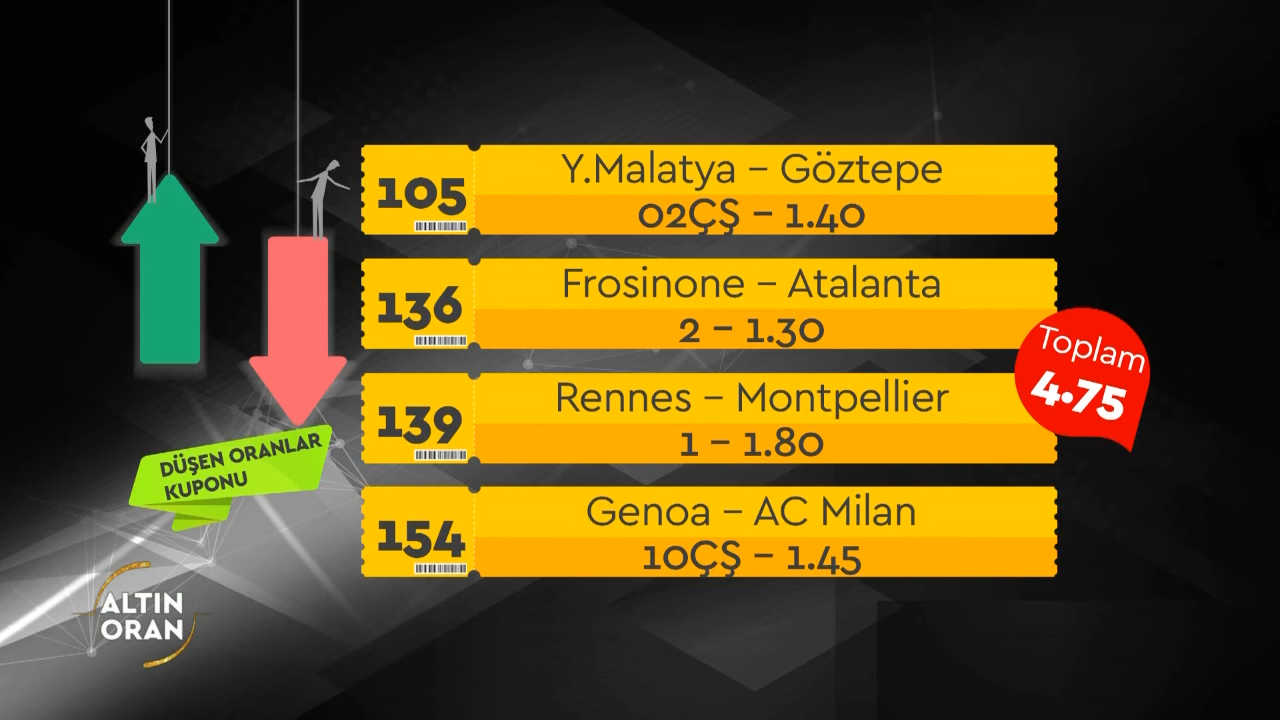 105
Y.Malatya – Göztepe
02ÇŞ – 1.40
136
Frosinone – Atalanta
2 – 1.30
139
Rennes – Montpellier
1 – 1.80
154
Genoa – AC Milan
10ÇŞ – 1.45
Toplam
4.75
DÜŞEN ORANLAR
KUPONU
ALTIN
ORAN